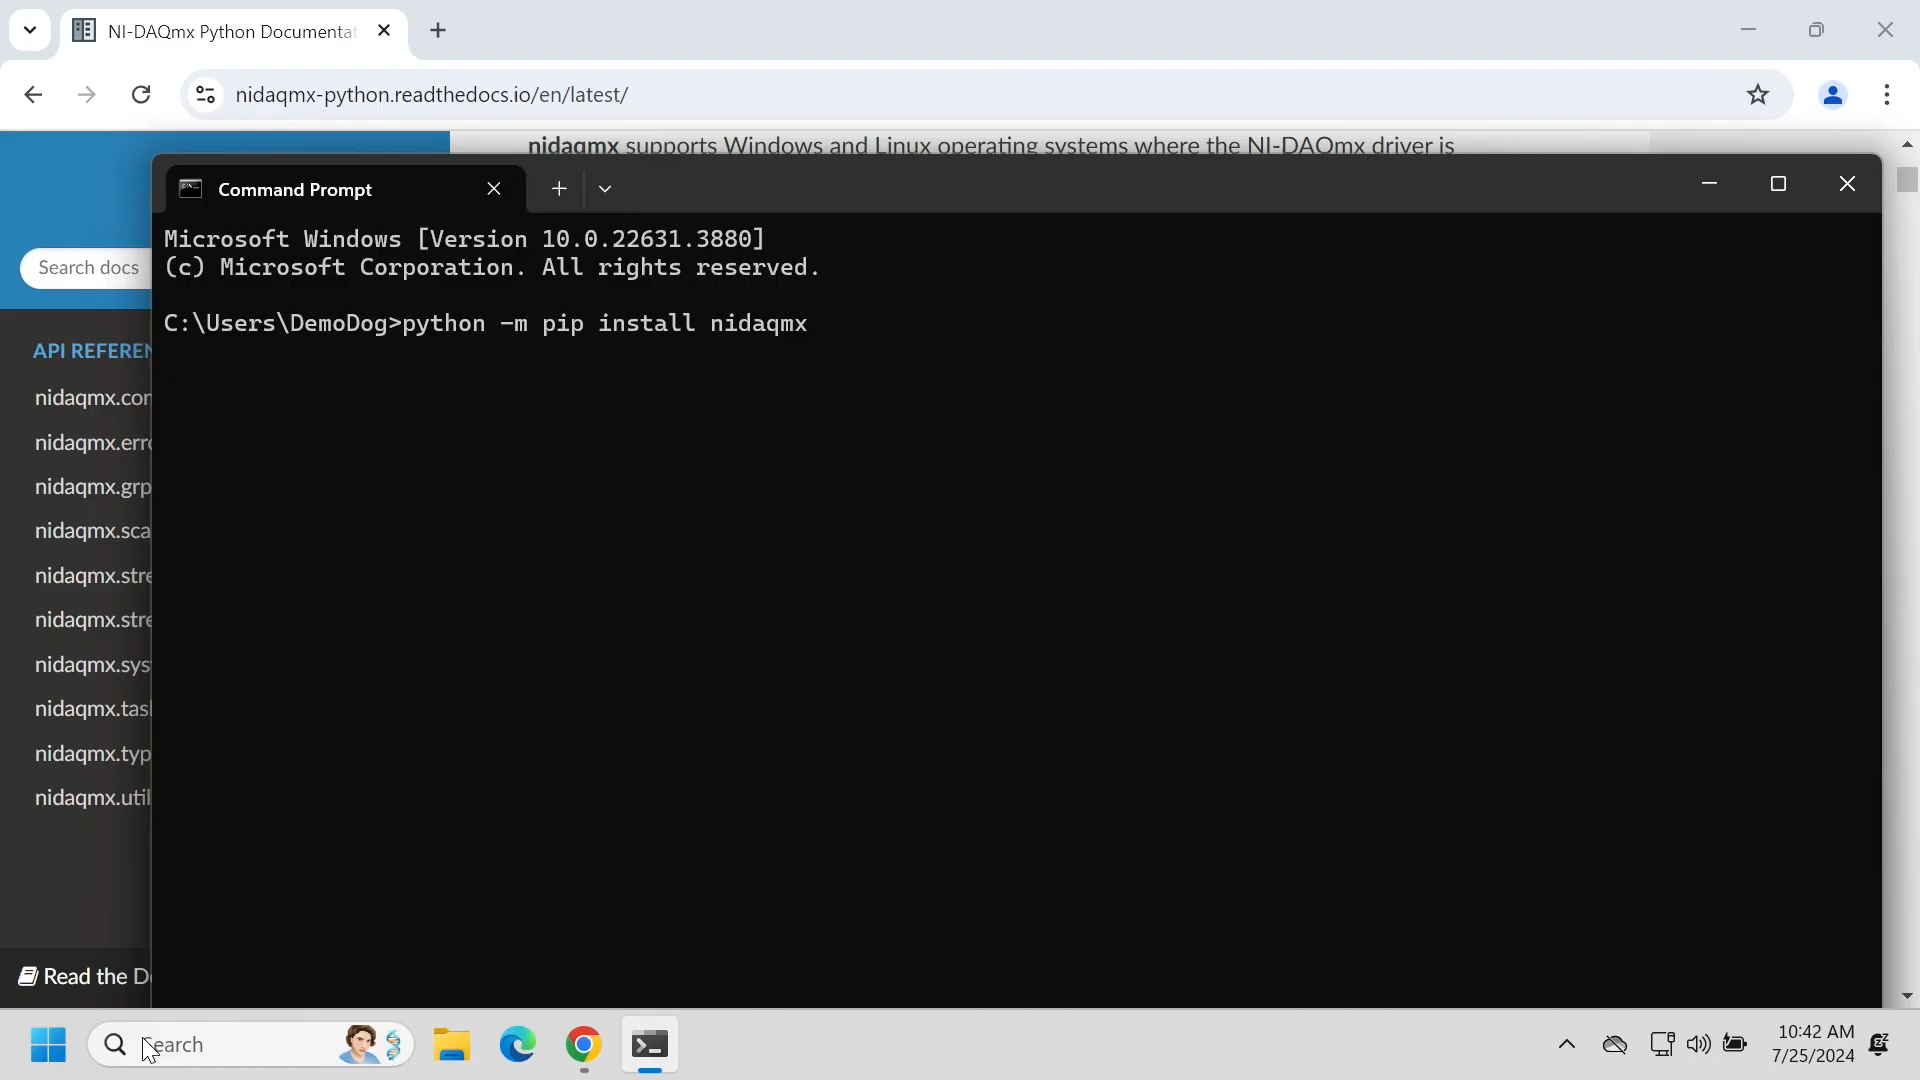 NI-DAQmx Python Documentat
nidaqmx-python.readthedocs.io/en/latest/
nidaqmx supports Windows and Linux operating systems where the NI-DAQmx driver is
Command Prompt
Microsoft Windows [Version 10.0.22631.3880]
(c) Microsoft Corporation. All rights reserved.
C:\Users\DemoDog>python -m pip install nidaqmx
Search docs
API REFEREN
nidaqmx.con
nidaqmx.erro
nidaqmx.grp
nidaqmx.sca
nidaqmx.stre
nidaqmx.stre
nidaqmx.sys
nidaqmx.tas
nidaqmx.typ
nidaqmx.util
Read the D
Search
10:42 AM
7/25/2024